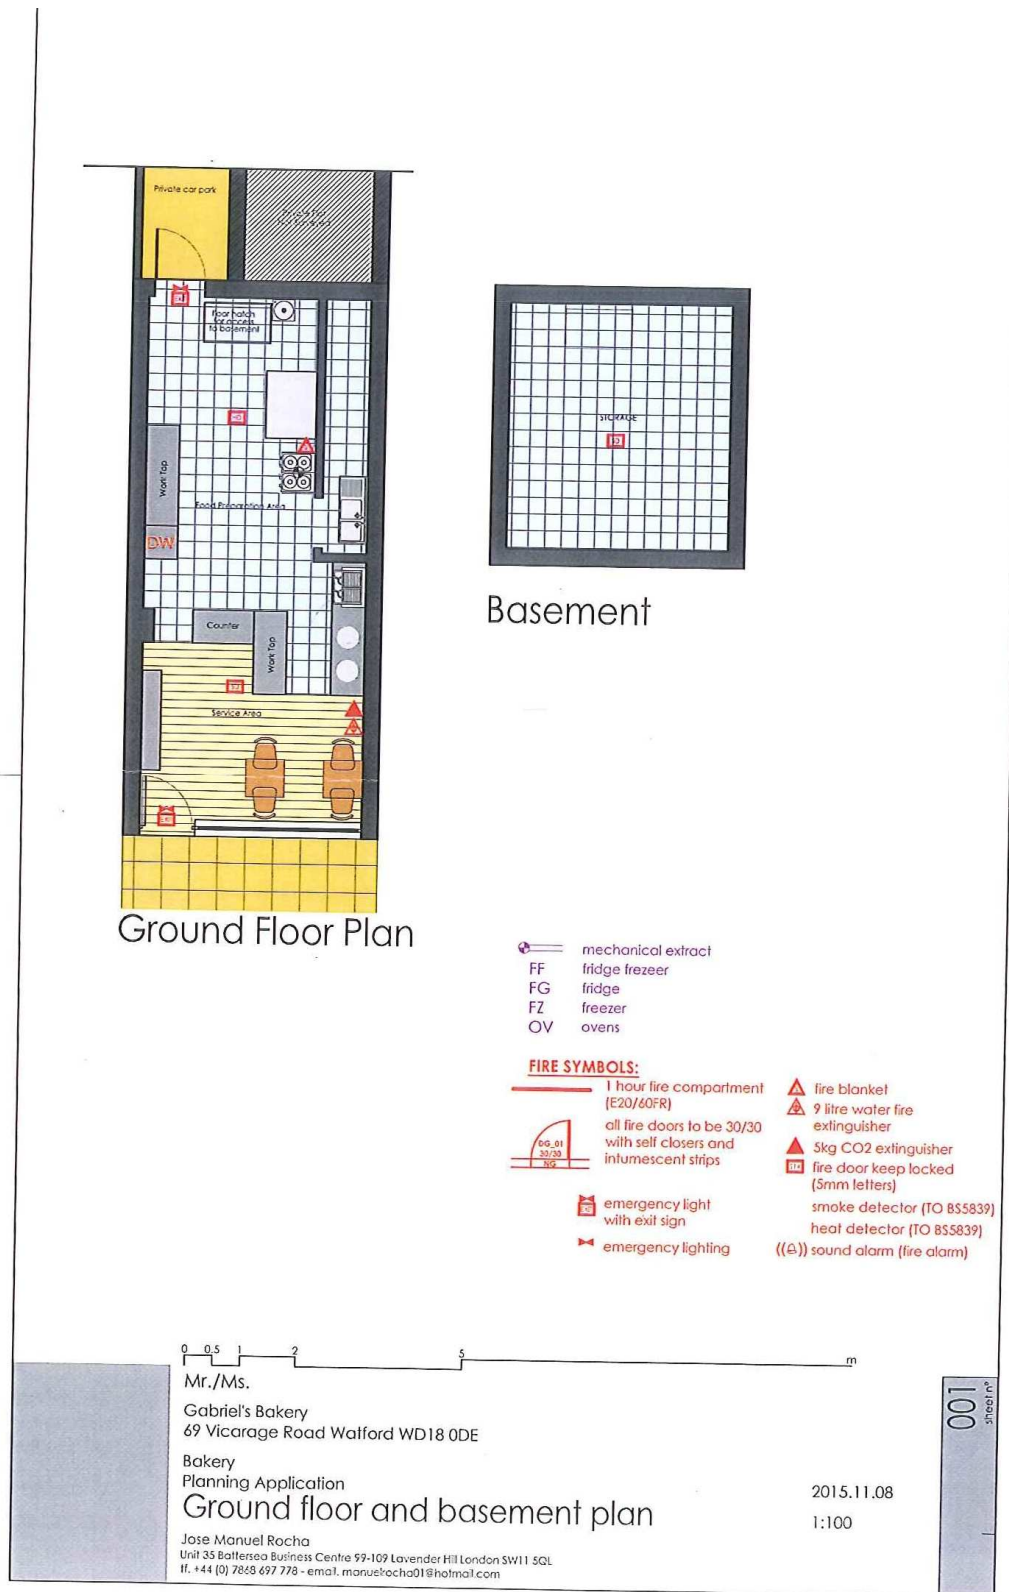 Private car park
Floor hatch
for access
to basement
Work Top
Food Preparation Area
DW
Counter
Work Top
Service Area
Ground Floor Plan
STORAGE
Basement
mechanical extract
FF fridge frezeer
FG fridge
FZ freezer
OV ovens
FIRE SYMBOLS:
1 hour fire compartment
(E20/60FR)
DG_01
30/30
NG
all fire doors to be 30/30
with self closers and
intumescent strips
emergency light
with exit sign
emergency lighting
fire blanket
9 litre water fire
extinguisher
5kg CO2 extinguisher
fire door keep locked
(5mm letters)
smoke detector (TO BS5839)
heat detector (TO BS5839)
sound alarm (fire alarm)
0 0.5 1 2 5 m
Mr./Ms.
Gabriel's Bakery
69 Vicarage Road Watford WD18 0DE
Bakery
Planning Application
Ground floor and basement plan
Jose Manuel Rocha
Unit 35 Battersea Business Centre 99-109 Lavender Hill London SW11 5QL
tf. +44 (0) 7868 697 778 - email. manuelrocha01@hotmail.com
2015.11.08
1:100
001
sheet nº